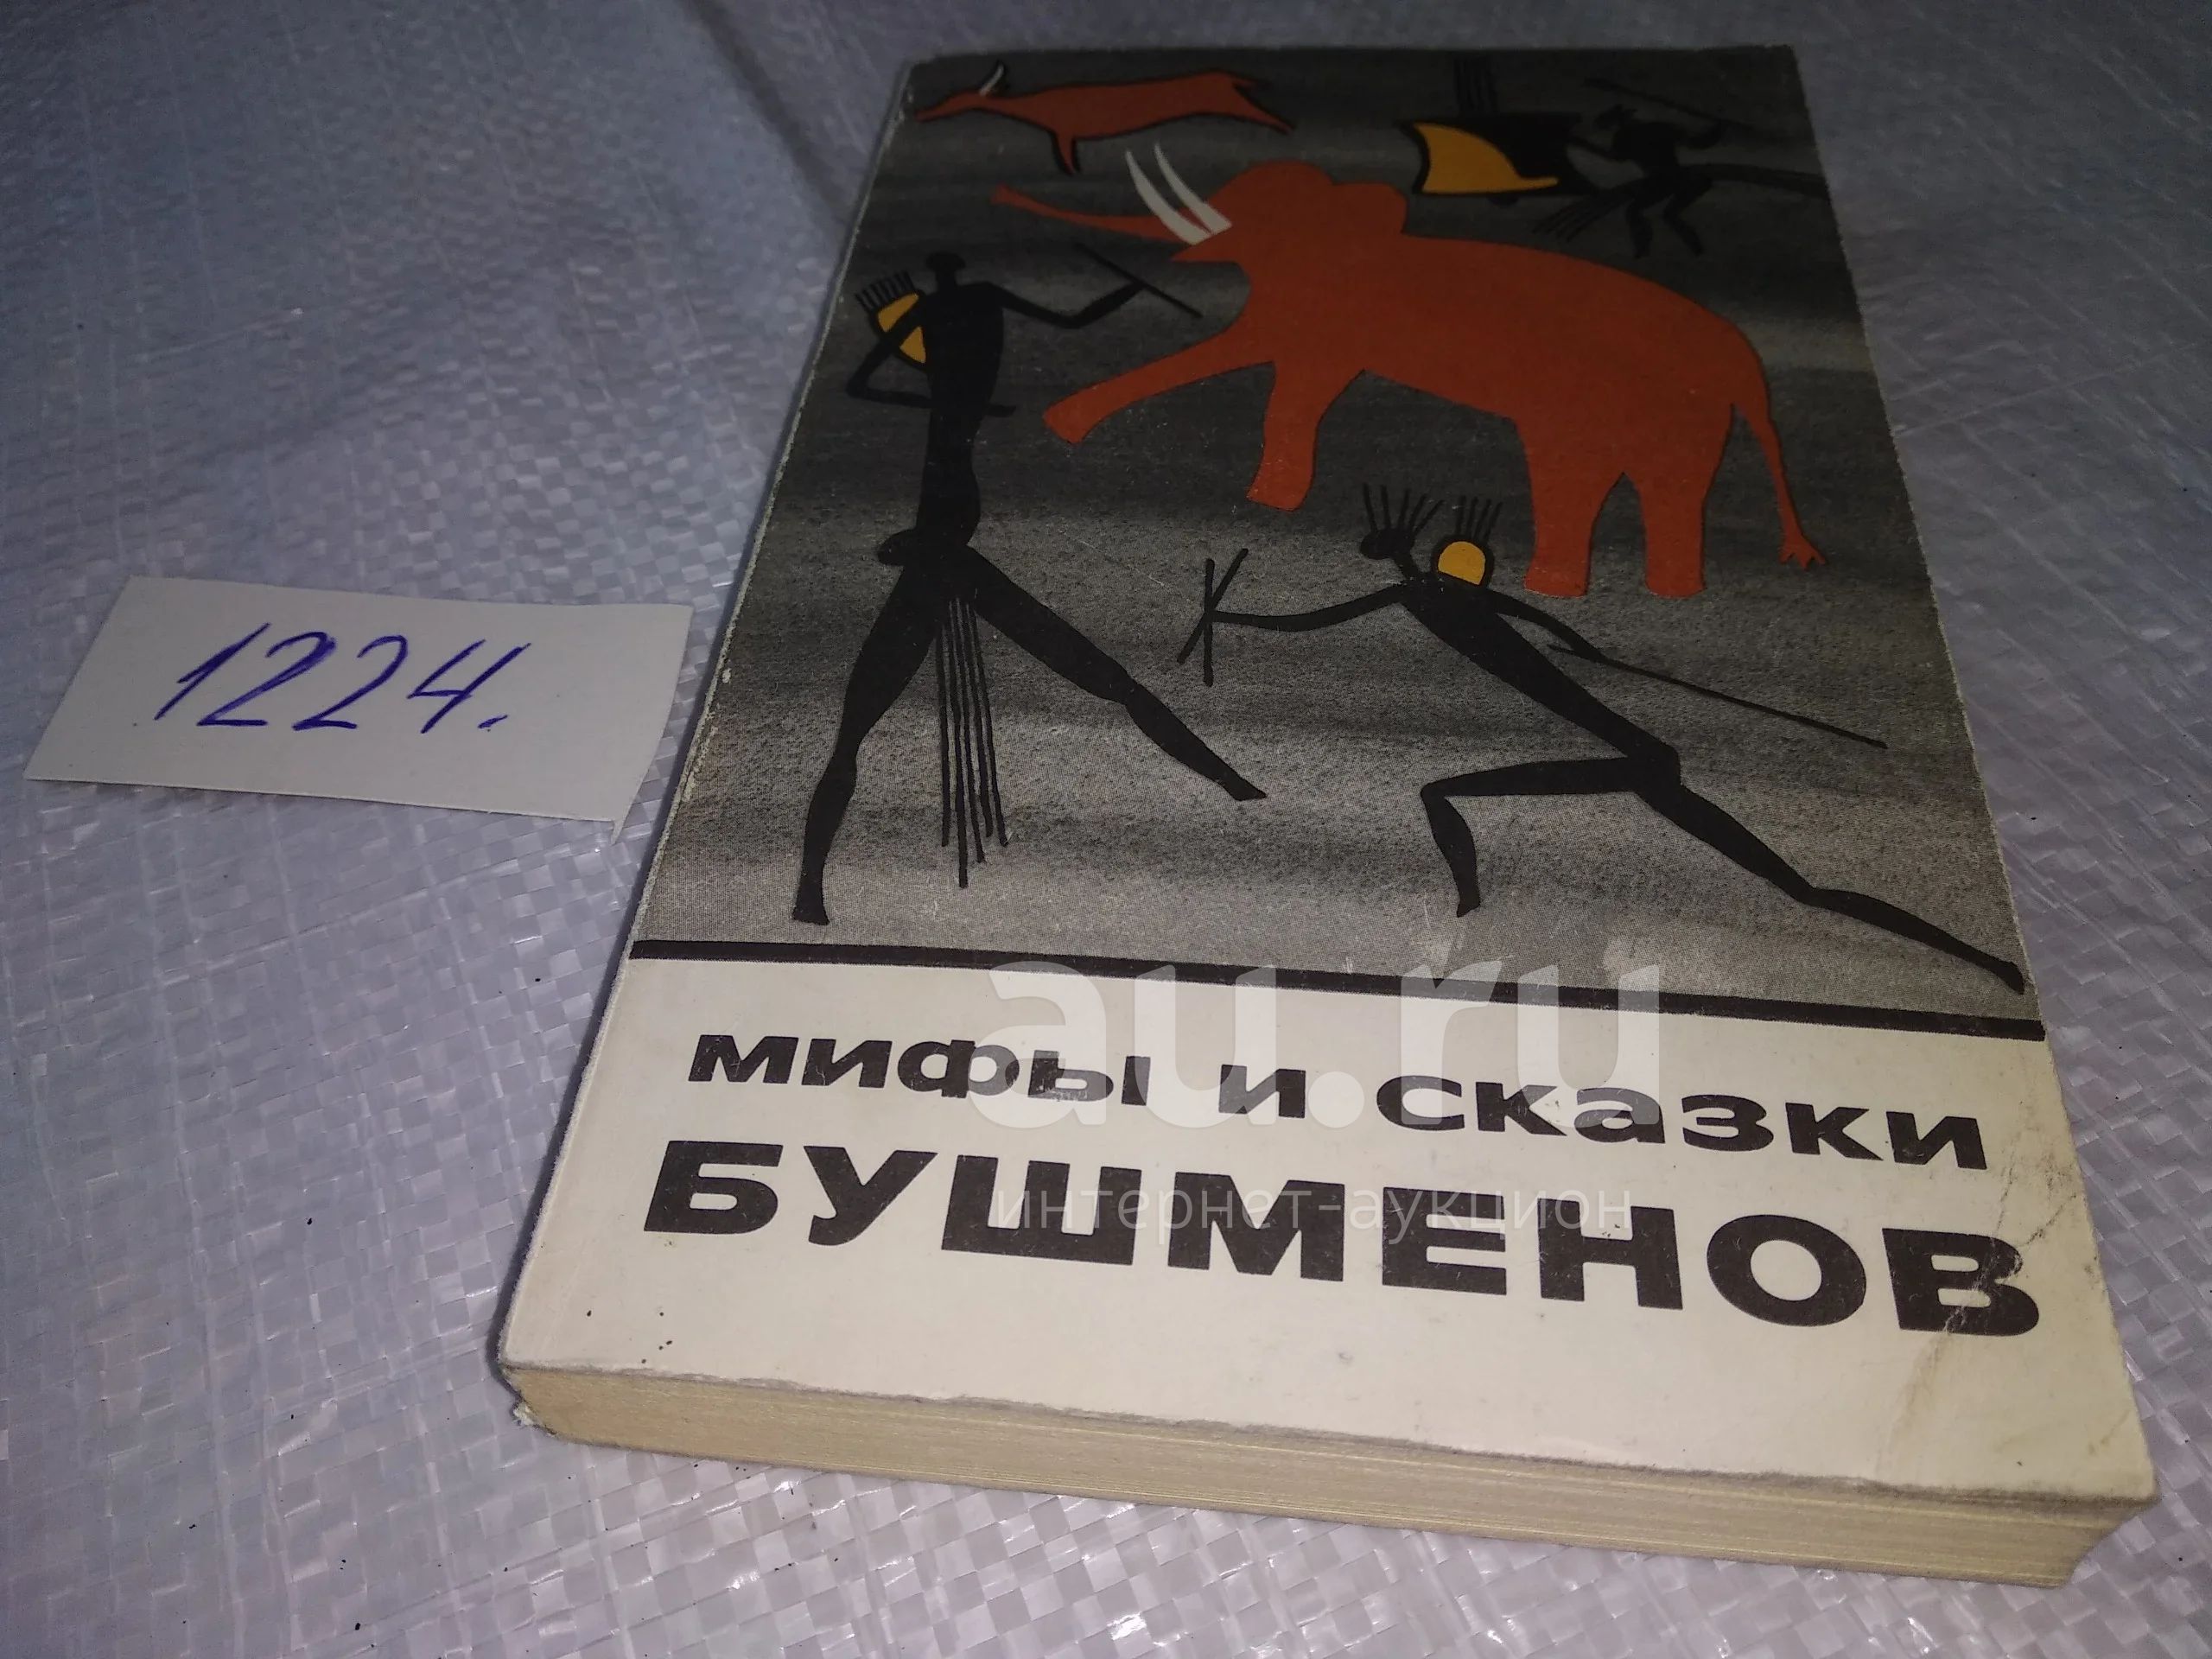 1224.
мифы и сказки
БУШМЕНОВ
au.ru
интернет-аукцион